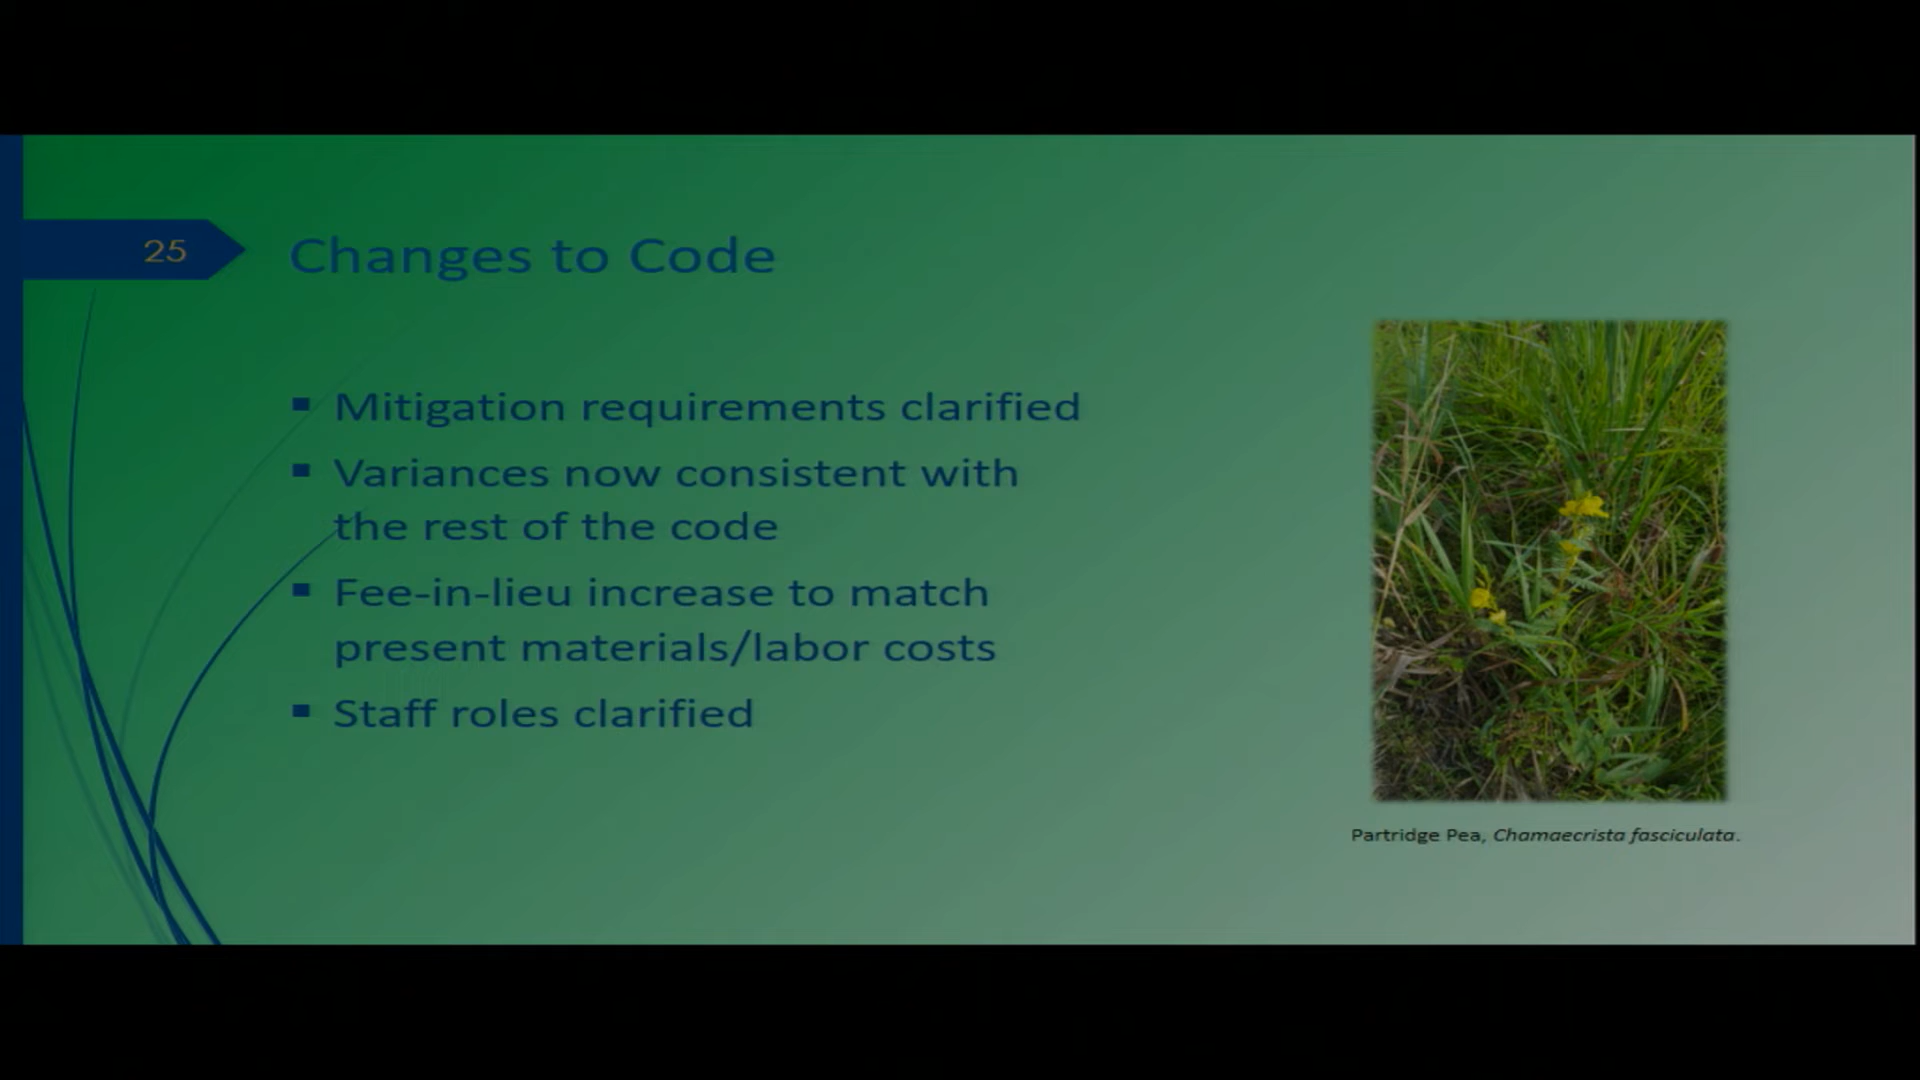 25
Changes to Code
▪ Mitigation requirements clarified
▪ Variances now consistent with
the rest of the code
▪ Fee-in-lieu increase to match
present materials/labor costs
▪ Staff roles clarified
Partridge Pea, Chamaecrista fasciculata.